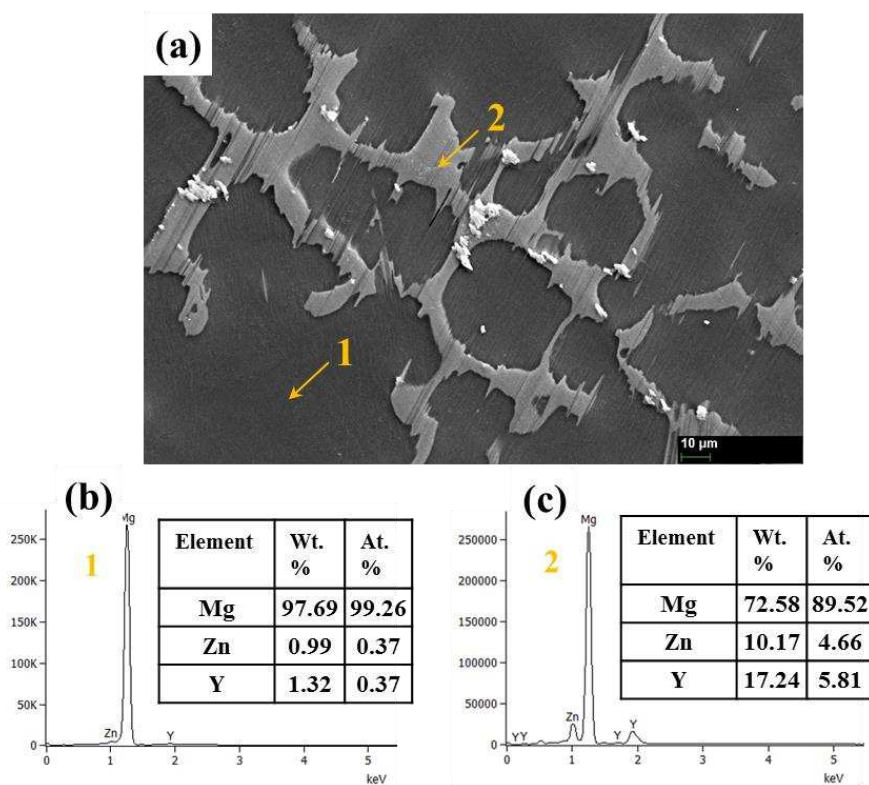 (a)
2
1
10 µm
(b)
Mg
250K
200K
150K
100K
50K
0
1
Zn
Y
0 1 2 3 4 5
keV
Element Wt. % At. %
Mg 97.69 99.26
Zn 0.99 0.37
Y 1.32 0.37
(c)
Mg
250000
200000
150000
100000
50000
0
2
Y Y Zn Y Y
0 1 2 3 4 5
keV
Element Wt. % At. %
Mg 72.58 89.52
Zn 10.17 4.66
Y 17.24 5.81